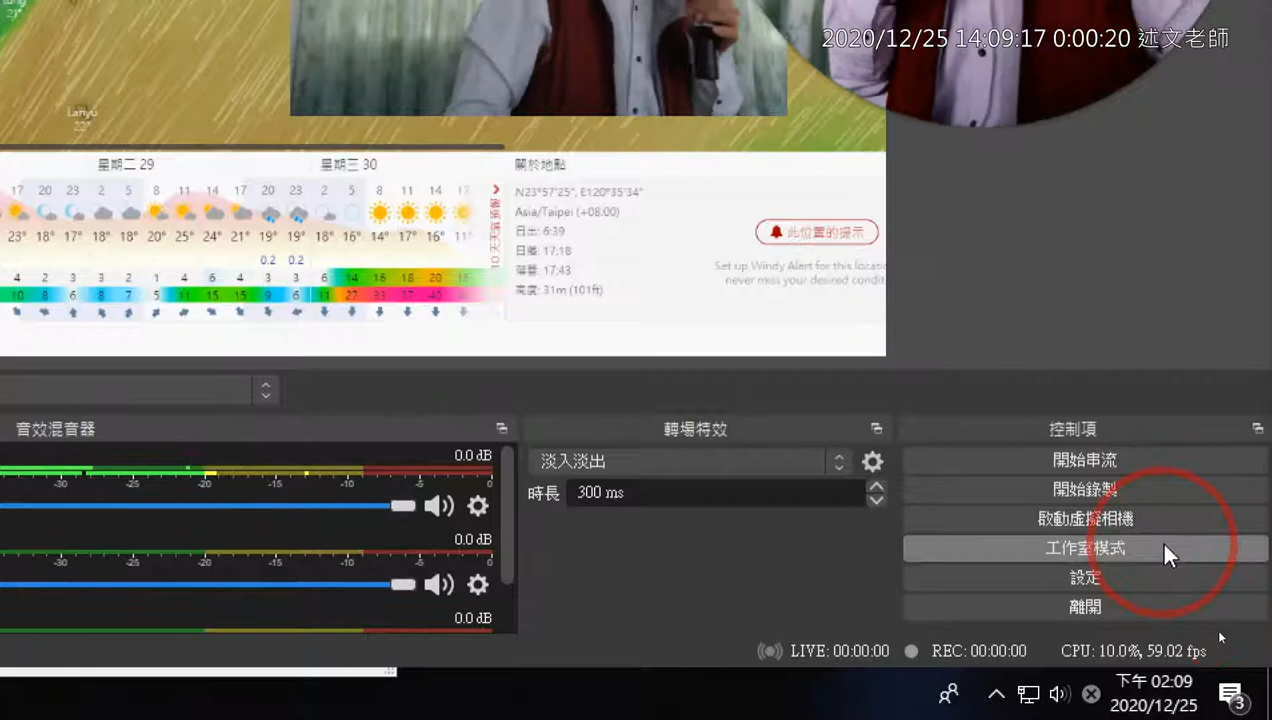 21°
2020/12/25 14:09:17 0:00:20 述文老師
Lanyu
22°
星期二 29 星期三 30 關於地點
17 20 23 2 5 8 11 14 17 20 23 2 5 8 11 14 17
N23°57'25", E120°35'34"
Asia/Taipei (+08:00)
日出: 6:39
日落: 17:18
薄暮: 17:43
高度: 31m (101ft)
此位置的提示
Set up Windy Alert for this locati
never miss your desired condit
23° 18° 17° 18° 18° 20° 25° 24° 21° 19° 19° 18° 16° 14° 17° 16° 11°
0.2 0.2
4 2 3 3 2 1 4 6 4 2 3 6 14 16 18 20
10 8 6 8 7 5 11 15 15 9 6 11 27 33 17
音效混音器 轉場特效 控制項
0.0 dB
-30 -25 -20 -15 -10 -5 0
0.0 dB
-30 -25 -20 -15 -10 -5 0
0.0 dB
淡入淡出
時長 300 ms
開始串流
開始錄製
啟動虛擬相機
工作室模式
設定
離開
LIVE: 00:00:00 REC: 00:00:00 CPU: 10.0%, 59.02 fps
下午 02:09
2020/12/25
3